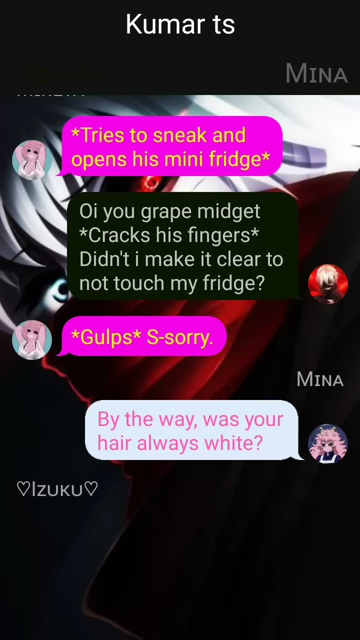 Kumar ts
Mina
*Tries to sneak and
opens his mini fridge*
Oi you grape midget
*Cracks his fingers*
Didn't i make it clear to
not touch my fridge?
*Gulps* S-sorry.
Mina
By the way, was your
hair always white?
♡Izuku♡